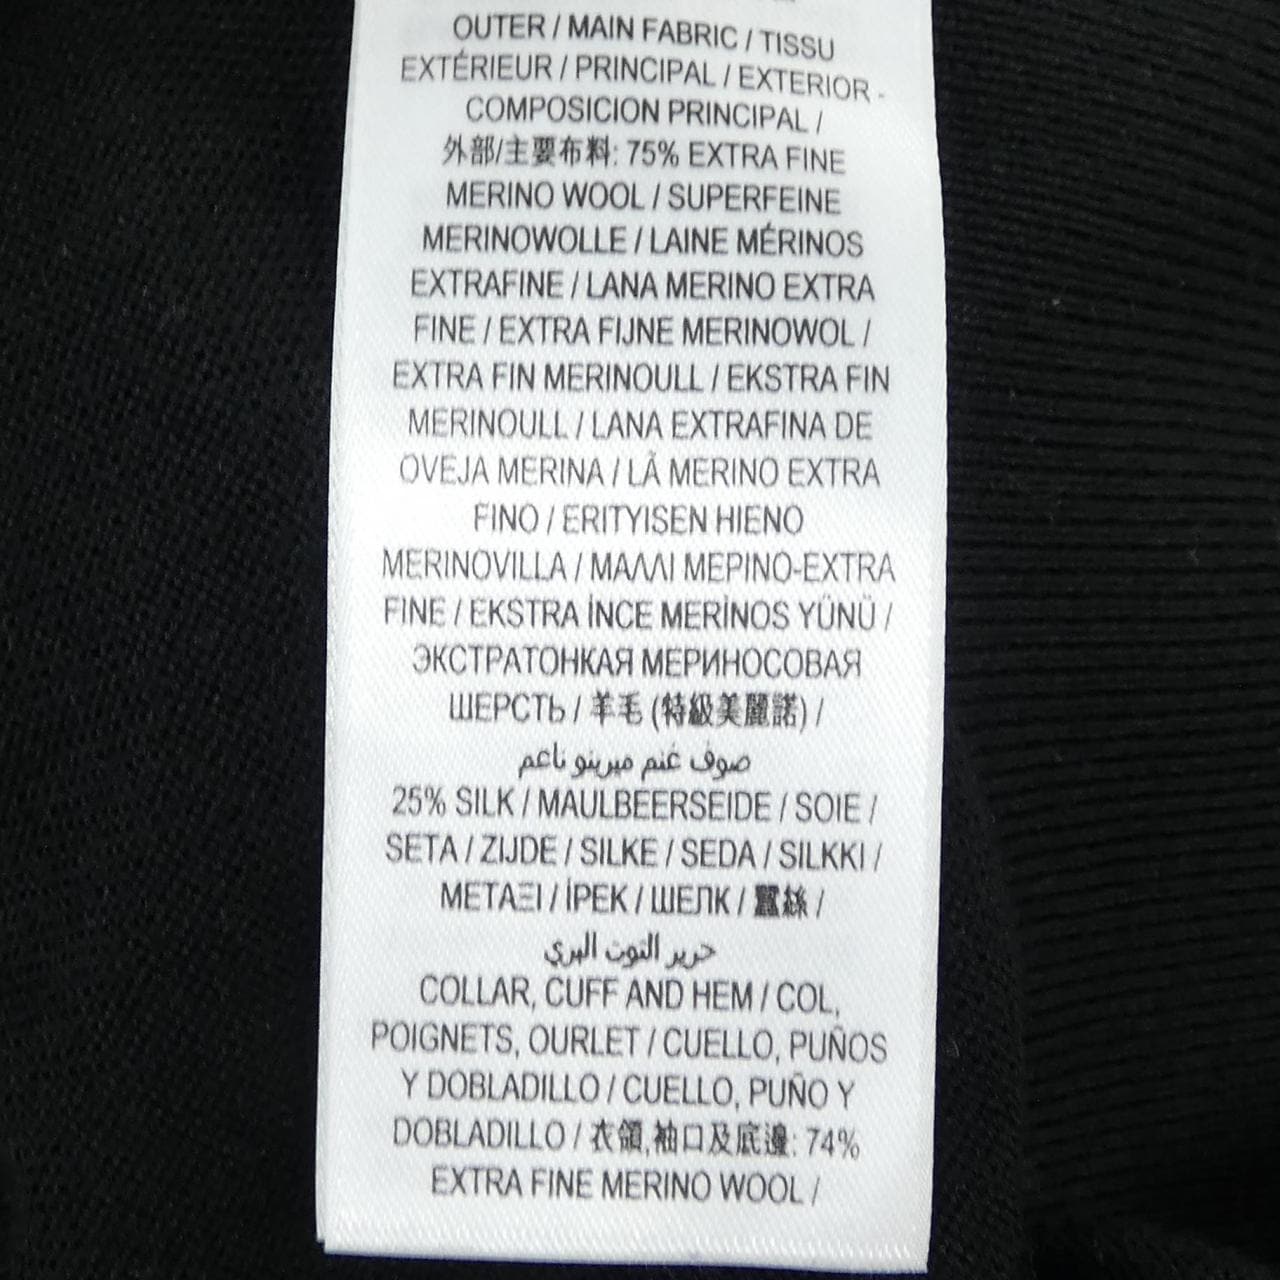 OUTER / MAIN FABRIC / TISSU
EXTÉRIEUR / PRINCIPAL / EXTERIOR -
COMPOSICION PRINCIPAL /
外部/主要布料: 75% EXTRA FINE
MERINO WOOL / SUPERFEINE
MERINOWOLLE / LAINE MÉRINOS
EXTRAFINE / LANA MERINO EXTRA
FINE / EXTRA FIJNE MERINOWOL /
EXTRA FIN MERINOULL / EKSTRA FIN
MERINOULL / LANA EXTRAFINA DE
OVEJA MERINA / LÃ MERINO EXTRA
FINO / ERITYISEN HIENO
MERINOVILLA / ΜΑΛΛΙ ΜΕΡΙΝΟ-EXTRA
FINE / EKSTRA İNCE MERİNOS YÜNÜ /
ЭКСТРАТОНКАЯ МЕРИНОСОВАЯ
ШЕРСТЬ / 羊毛 (特級美麗諾) /
صوف غنم ميرينو ناعم
25% SILK / MAULBEERSEIDE / SOIE /
SETA / ZIJDE / SILKE / SEDA / SILKKI /
ΜΕΤΑΞΙ / İPEK / ШЕЛК / 蠶絲 /
حرير التوت البري
COLLAR, CUFF AND HEM / COL,
POIGNETS, OURLET / CUELLO, PUÑOS
Y DOBLADILLO / CUELLO, PUÑO Y
DOBLADILLO / 衣領,袖口及底邊: 74%
EXTRA FINE MERINO WOOL /